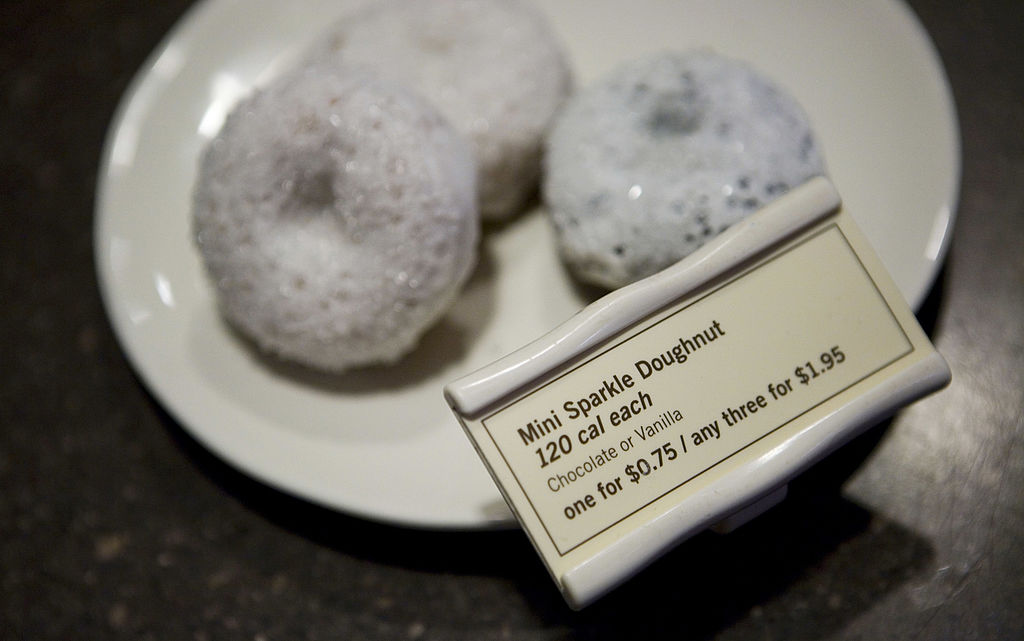 Mini Sparkle Doughnut
120 cal each
Chocolate or Vanilla
one for $0.75 / any three for $1.95